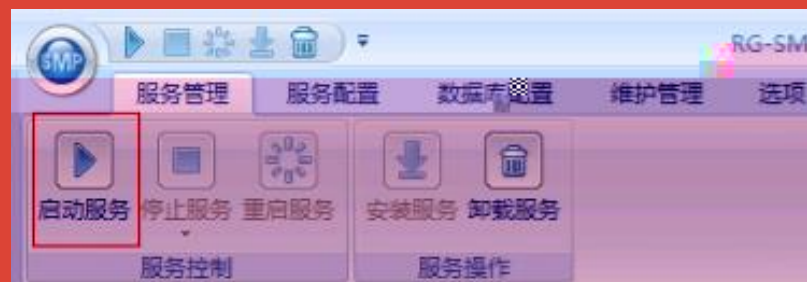 RG-SM
SMP
服务管理 服务配置 数据库配置 维护管理 选项
启动服务 停止服务 重启服务 安装服务 卸载服务
服务控制 服务操作